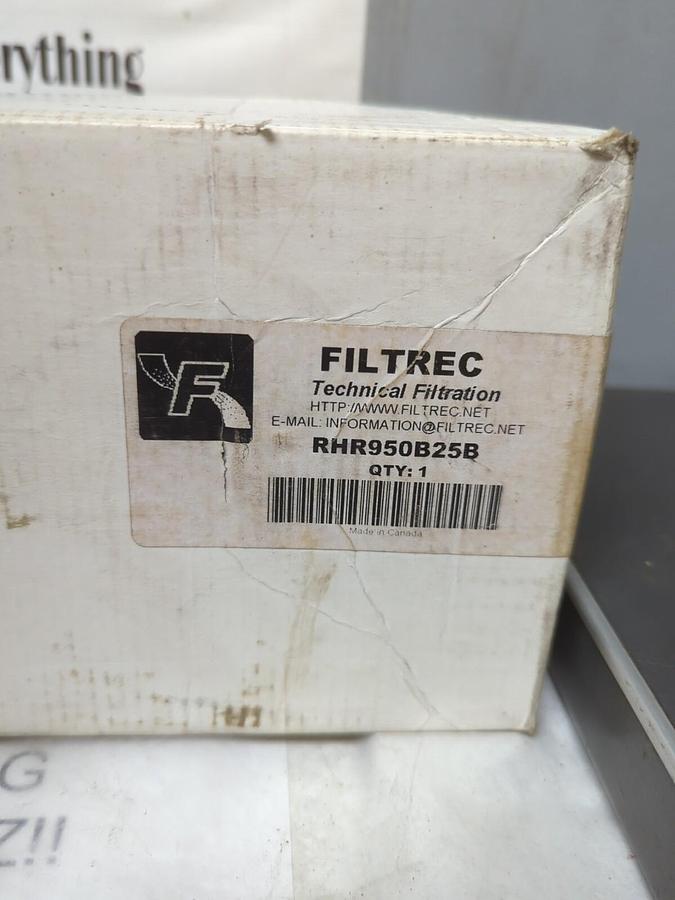 rything
F
FILTREC
Technical Filtration
HTTP://WWW.FILTREC.NET
E-MAIL: INFORMATION@FILTREC.NET
RHR950B25B
QTY: 1
Made in Canada
G
Z!!